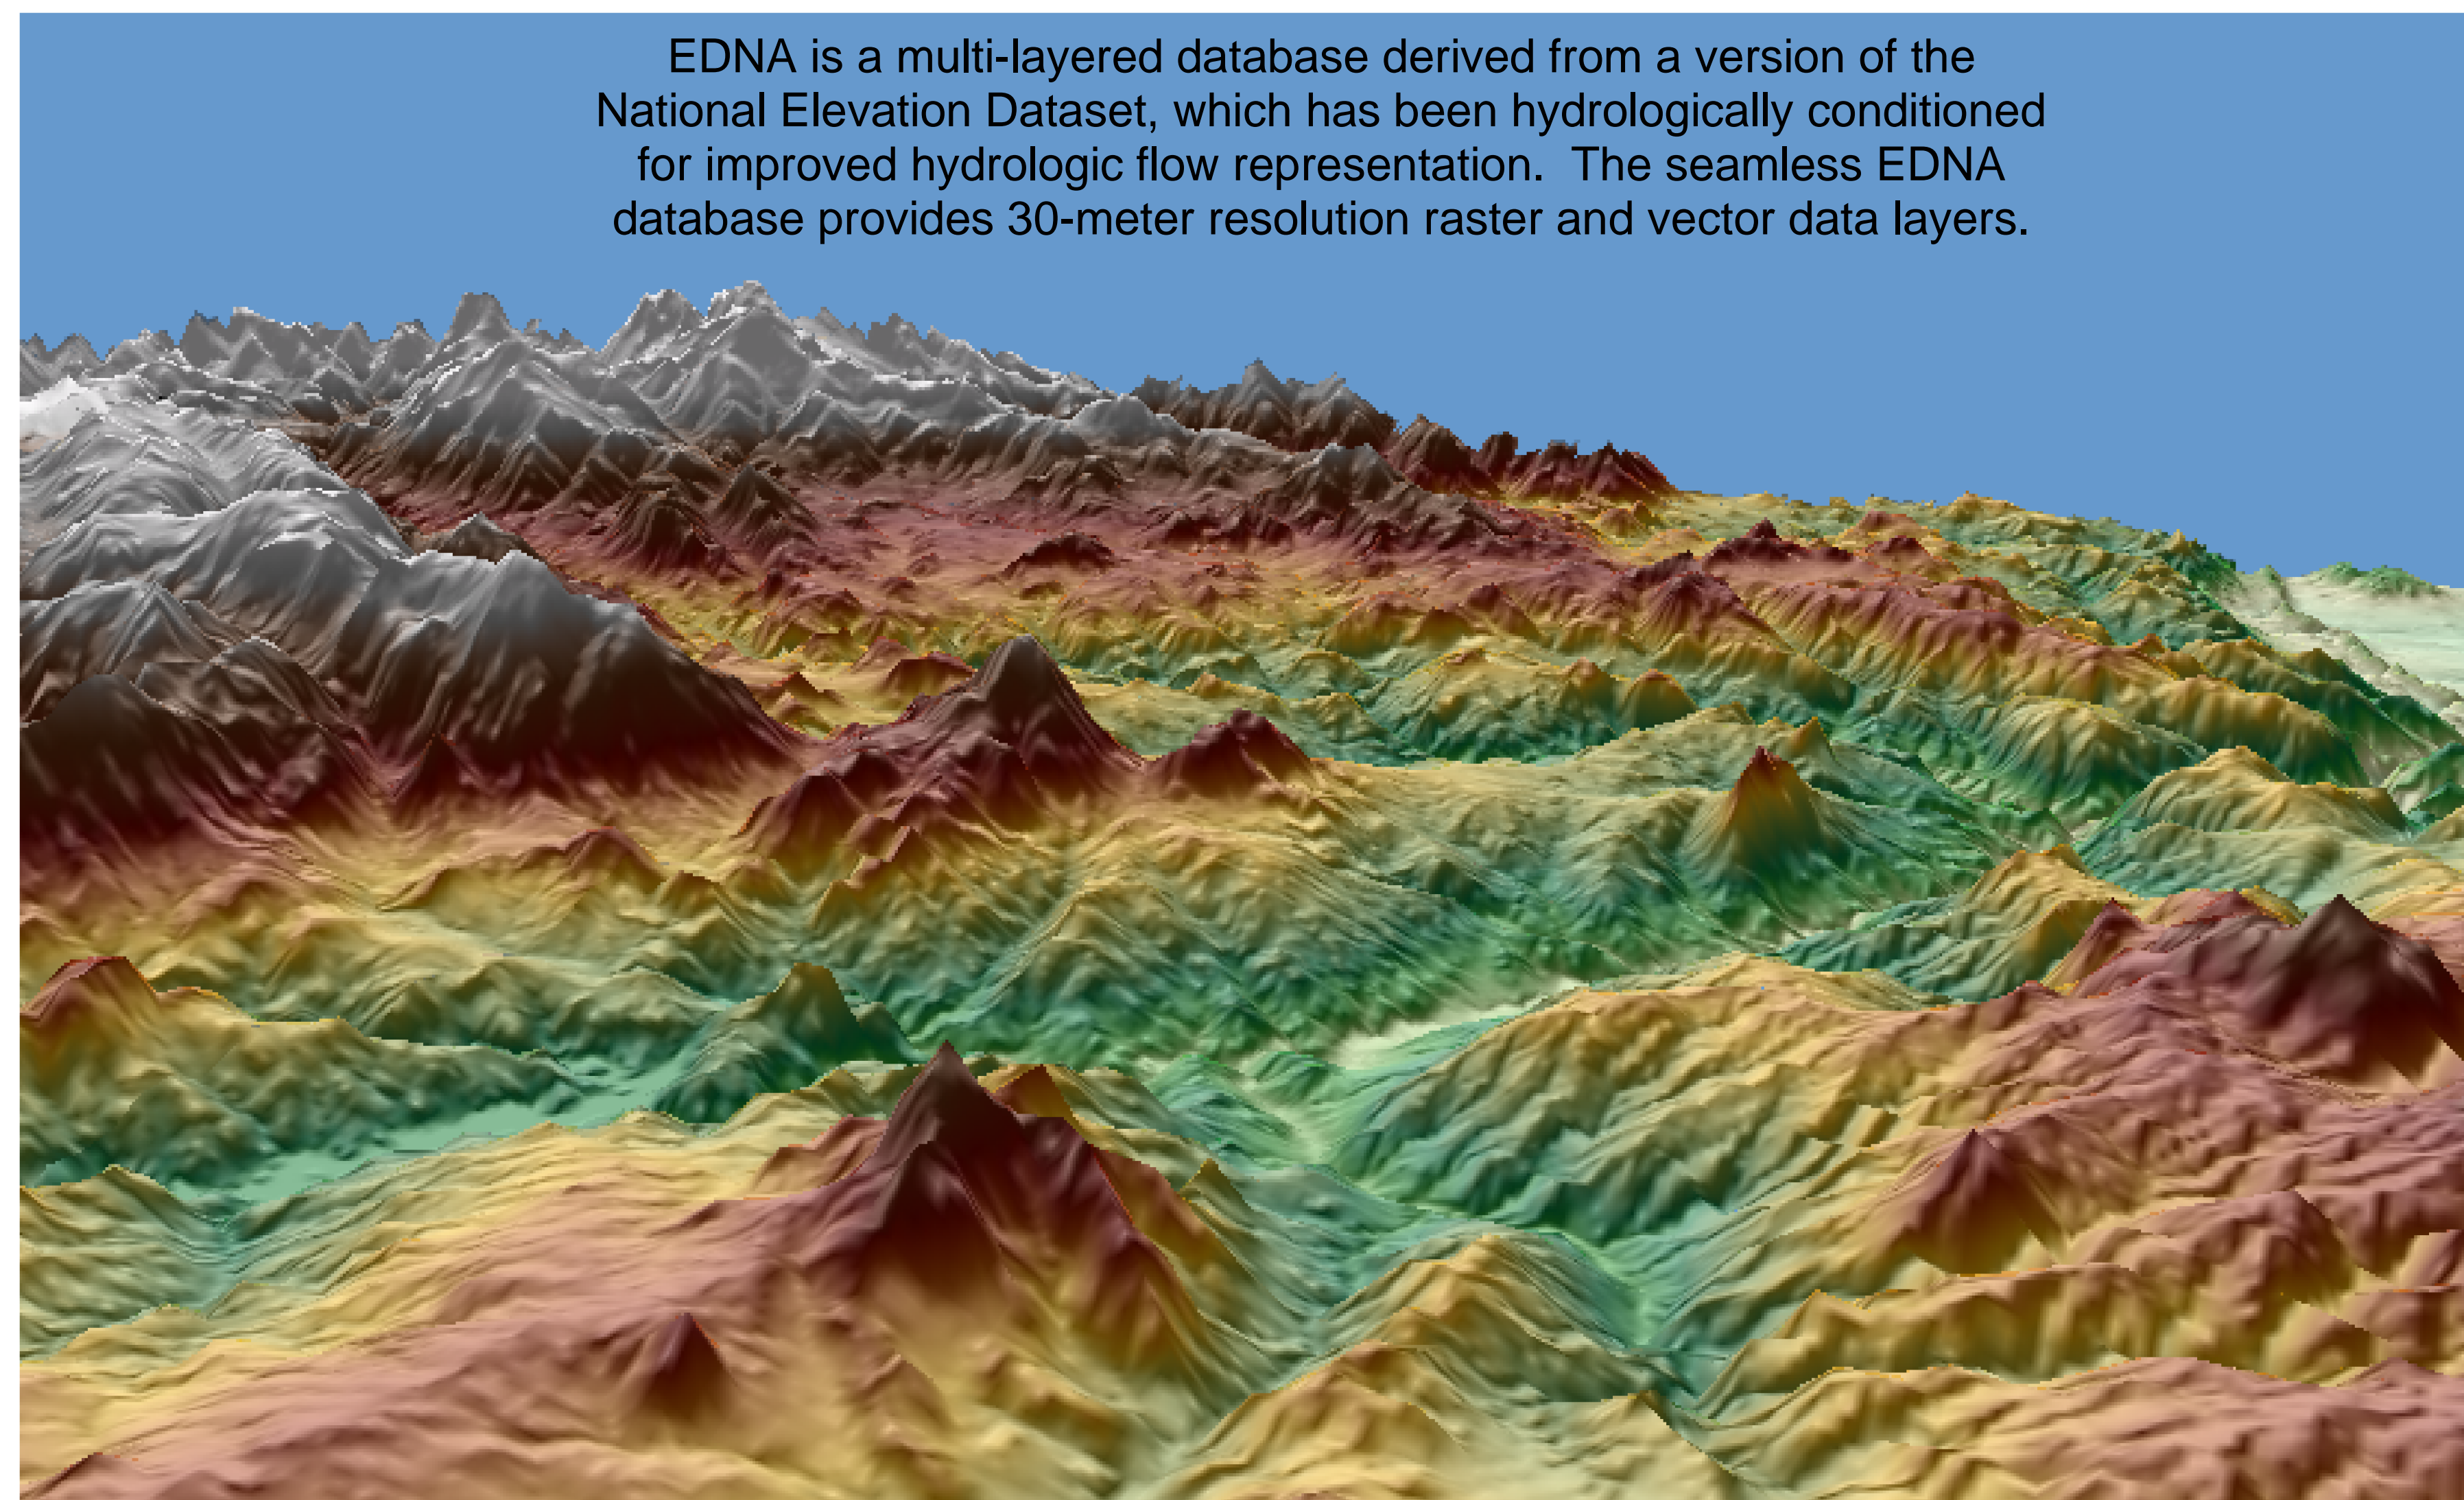 EDNA is a multi-layered database derived from a version of the
National Elevation Dataset, which has been hydrologically conditioned
for improved hydrologic flow representation.  The seamless EDNA
database provides 30-meter resolution raster and vector data layers.